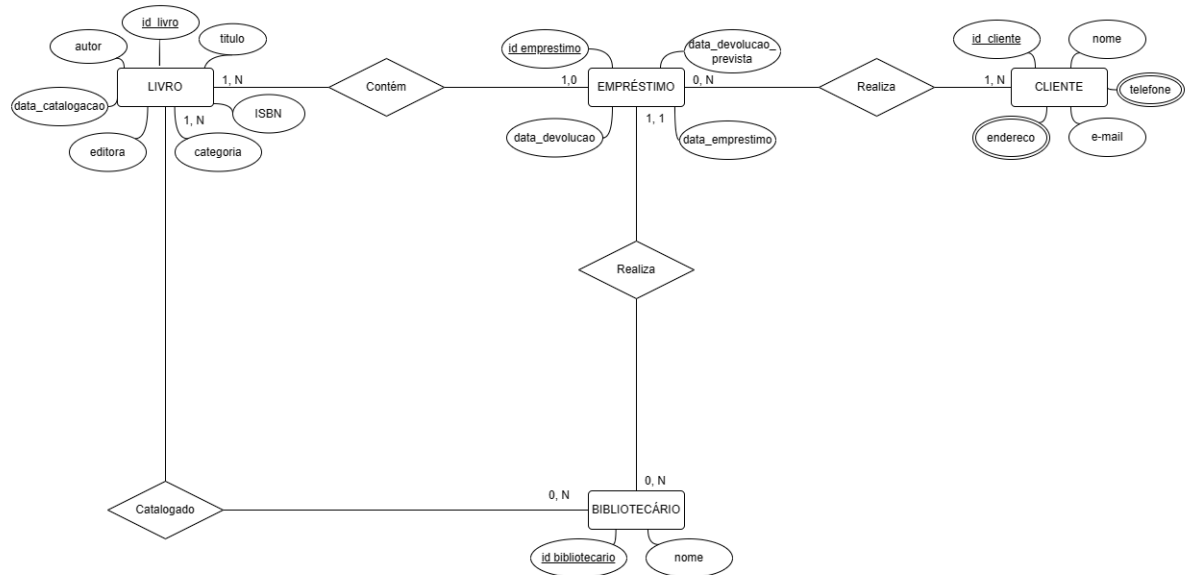 id_livro
autor
titulo
id emprestimo
data_devolucao_
prevista
id_cliente
nome
LIVRO
1, N
Contém
1,0
EMPRÉSTIMO
0, N
Realiza
1, N
CLIENTE
telefone
data_catalogacao
ISBN
1, N
1, 1
editora
categoria
data_devolucao
data_emprestimo
endereco
e-mail
Realiza
Catalogado
0, N
0, N
BIBLIOTECÁRIO
id bibliotecario
nome